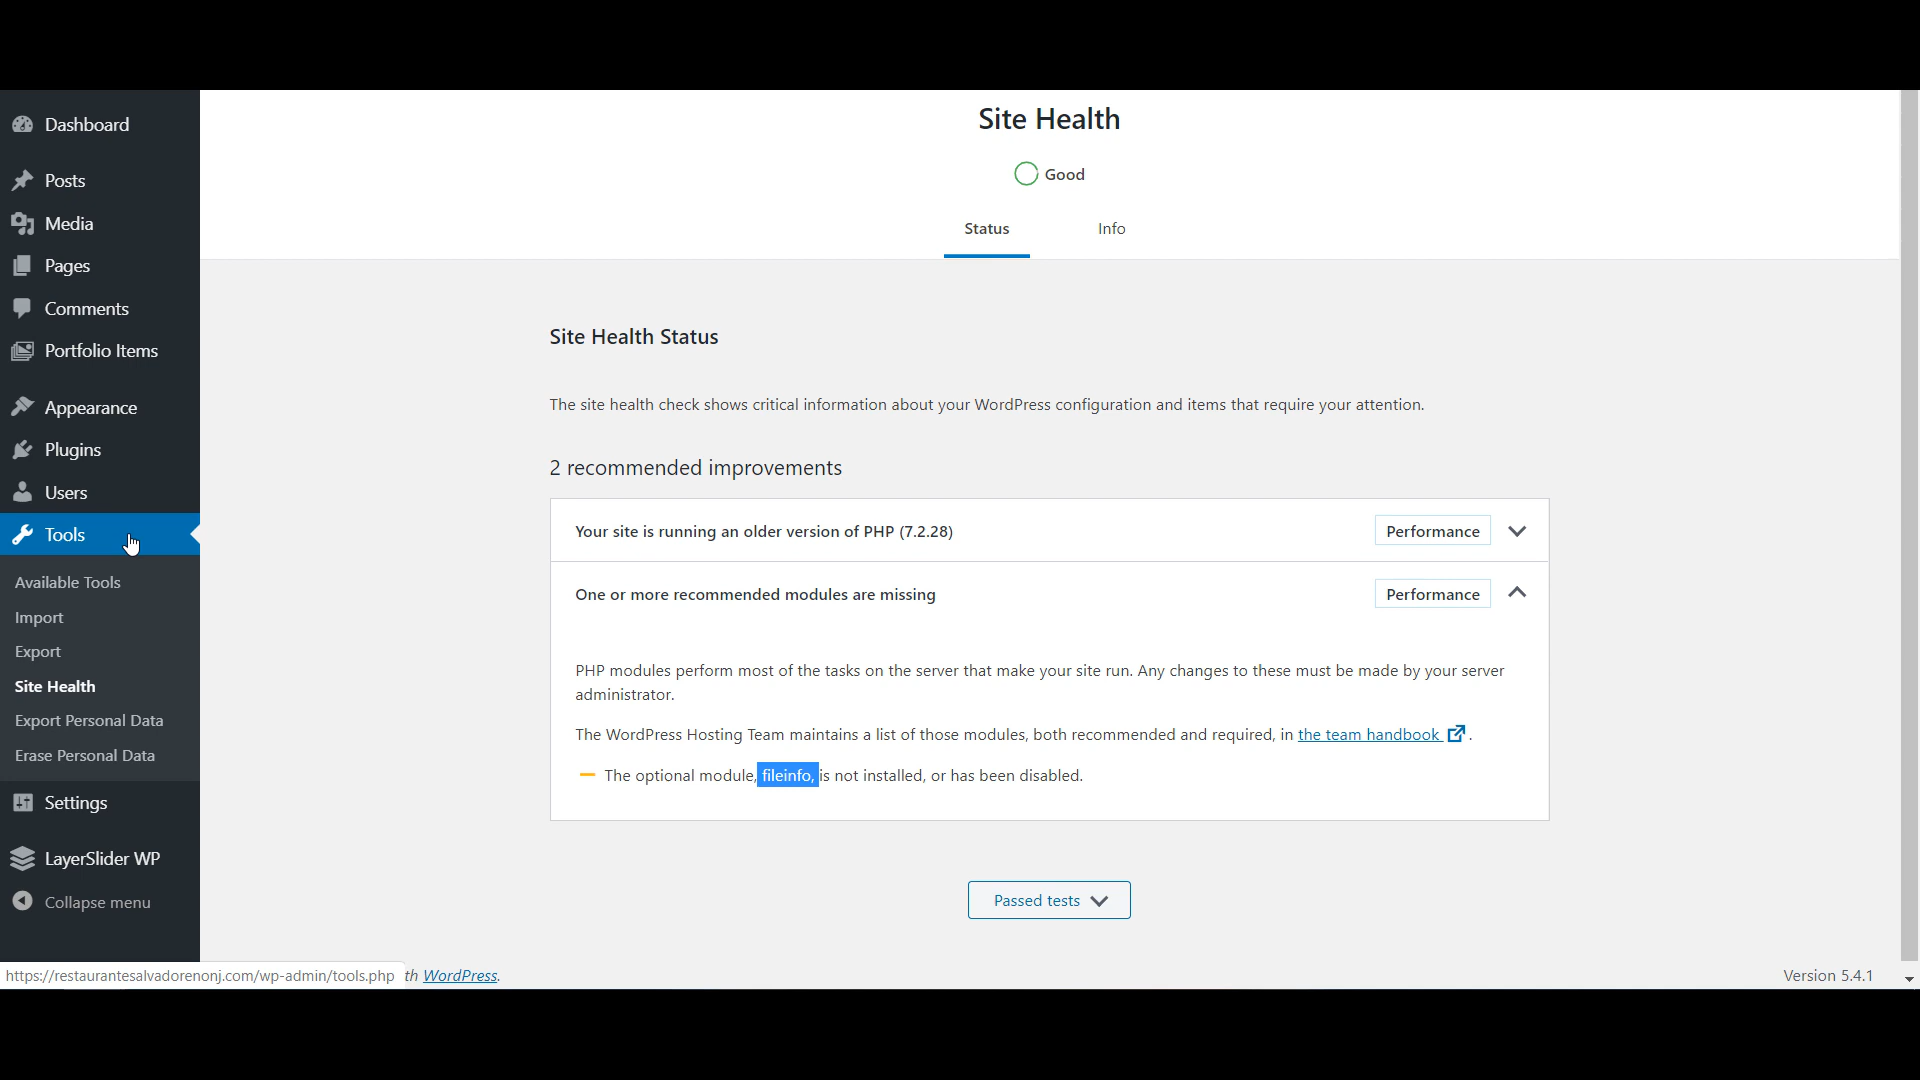 Dashboard
Posts
Media
Pages
Comments
Portfolio Items
Appearance
Plugins
Users
Tools
Available Tools
Import
Export
Site Health
Export Personal Data
Erase Personal Data
Settings
LayerSlider WP
Collapse menu
Site Health
Good
Status Info
Site Health Status
The site health check shows critical information about your WordPress configuration and items that require your attention.
2 recommended improvements
Your site is running an older version of PHP (7.2.28) Performance
One or more recommended modules are missing Performance
PHP modules perform most of the tasks on the server that make your site run. Any changes to these must be made by your server
administrator.
The WordPress Hosting Team maintains a list of those modules, both recommended and required, in the team handbook .
The optional module, fileinfo, is not installed, or has been disabled.
Passed tests
https://restaurantesalvadorenonj.com/wp-admin/tools.php th WordPress. Version 5.4.1